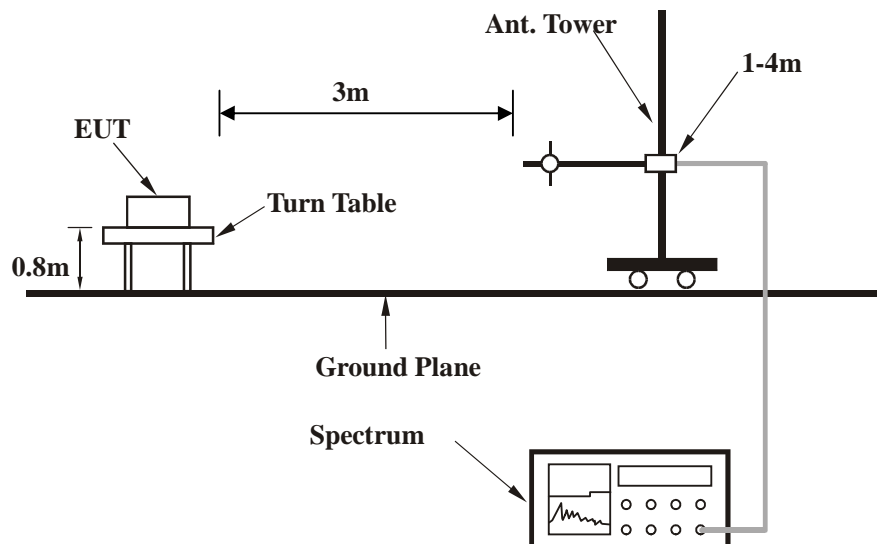 Ant. Tower
1-4m
3m
EUT
Turn Table
0.8m
Ground Plane
Spectrum